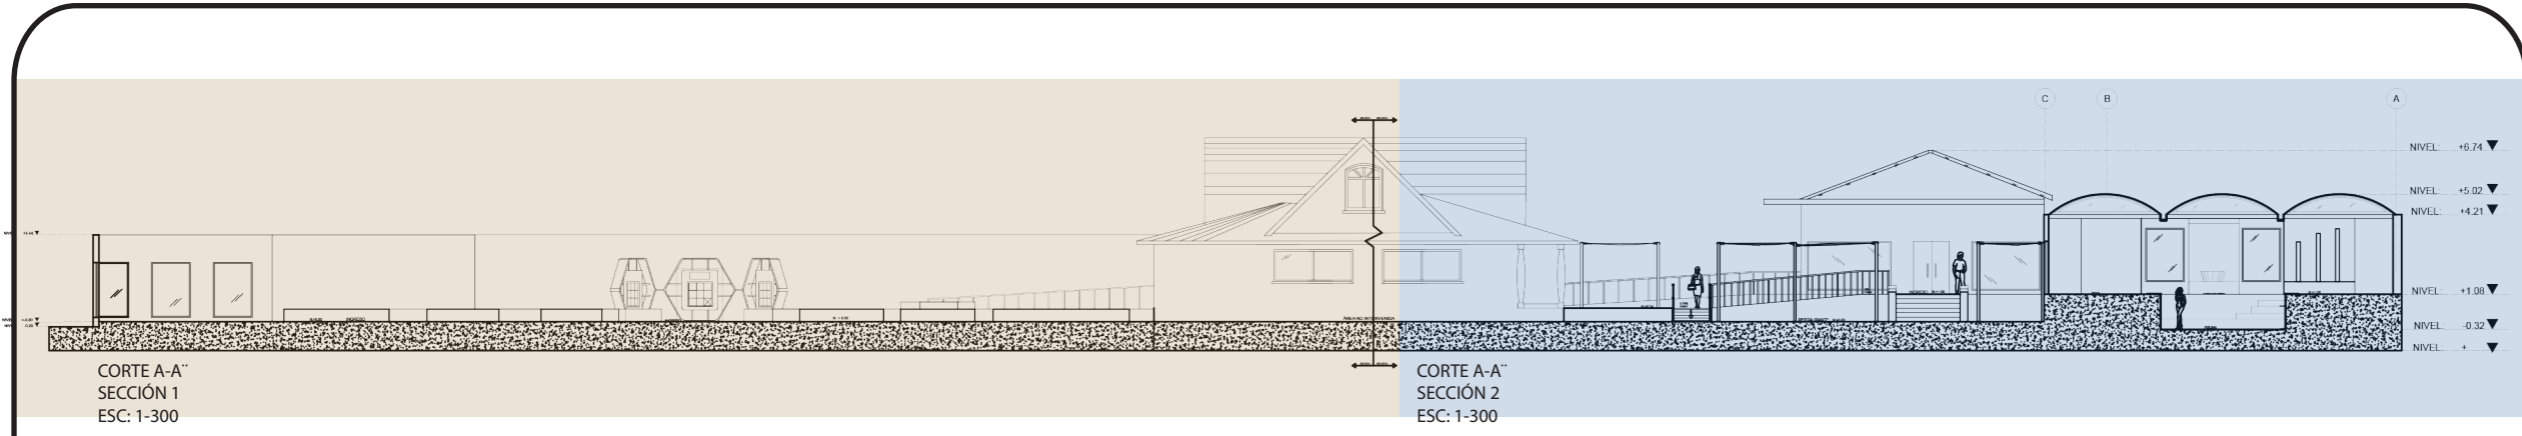 C
B
A
NIVEL: +6.74
NIVEL: +5.02
NIVEL: +4.21
NIVEL: +1.08
NIVEL: -0.32
NIVEL: +
CORTE A-A¨
SECCIÓN 1
ESC: 1-300
CORTE A-A¨
SECCIÓN 2
ESC: 1-300